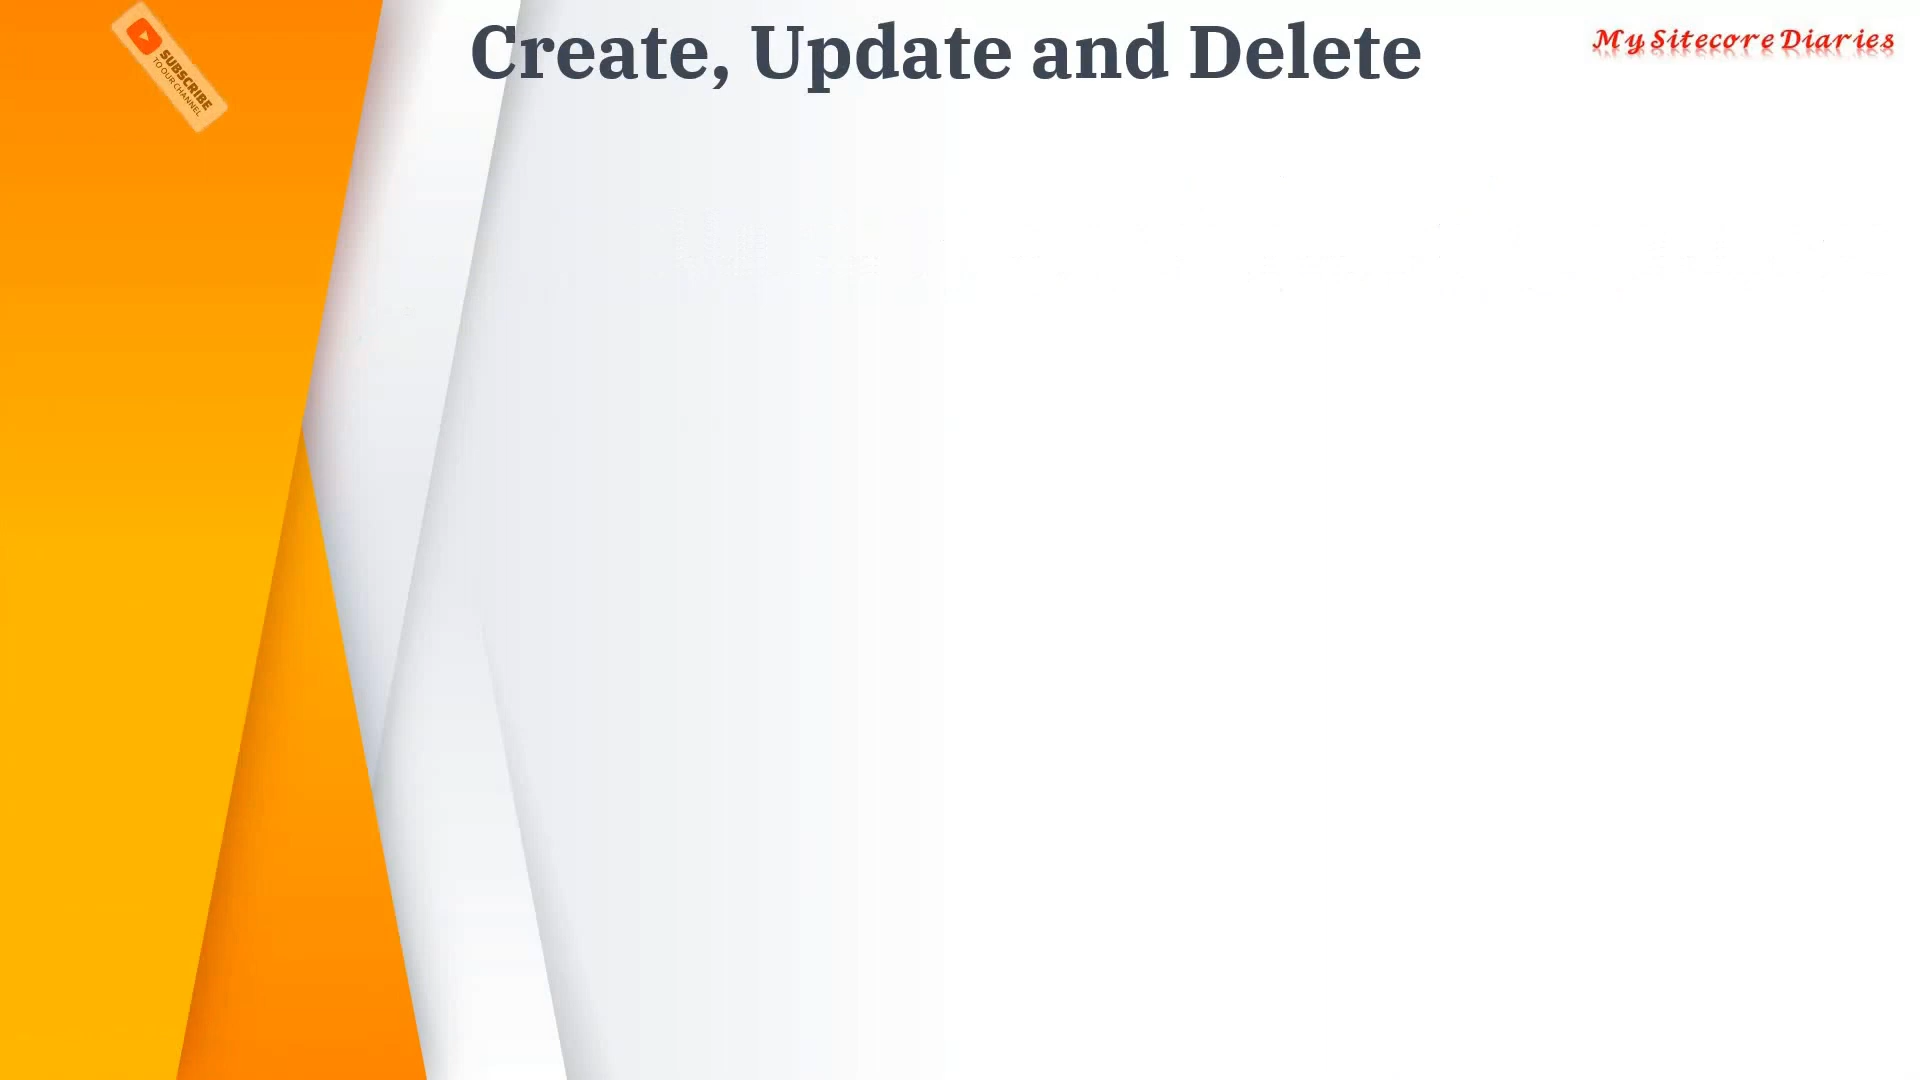 Create, Update and Delete
My Sitecore Diaries
SUBSCRIBE
TO OUR CHANNEL